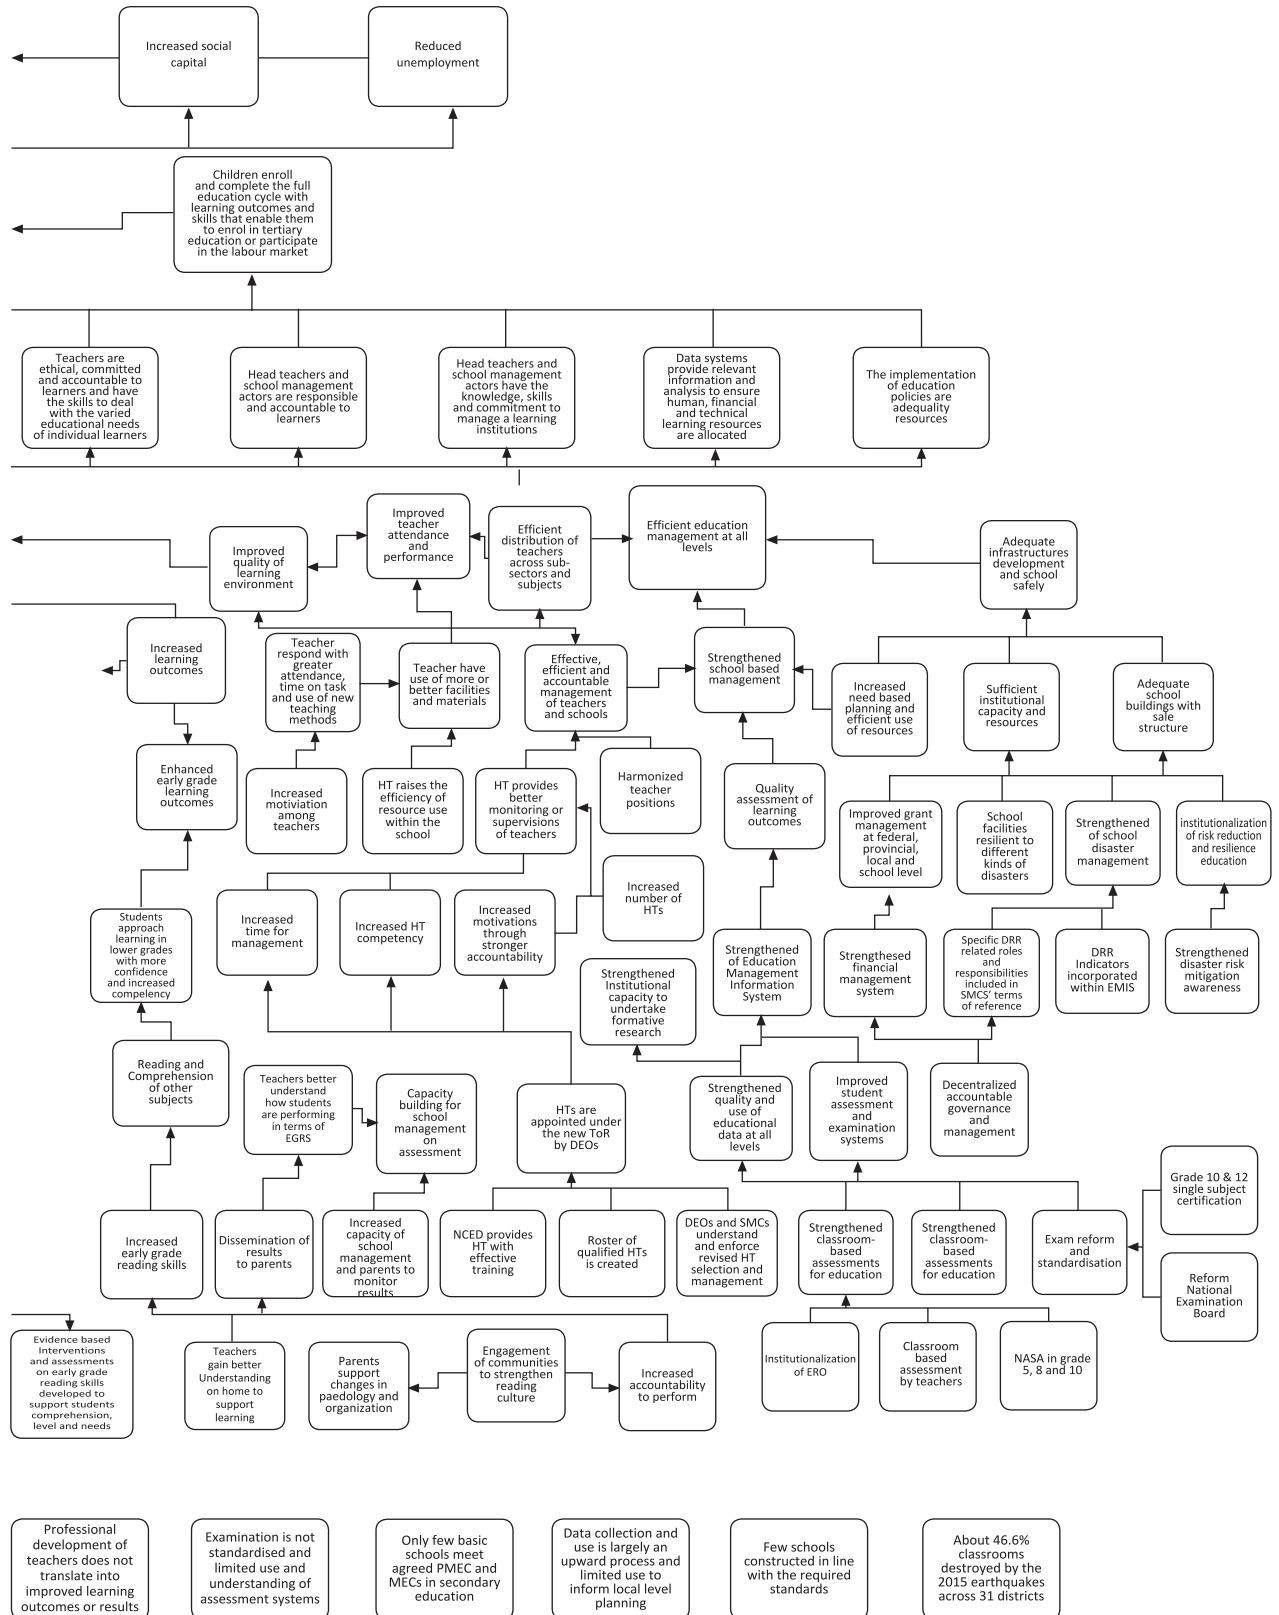 Increased social
capital
Reduced
unemployment
Children enroll
and complete the full
education cycle with
learning outcomes and
skills that enable them
to enrol in tertiary
education or participate
in the labour market
Teachers are
ethical, committed
and accountable to
learners and have
the skills to deal
with the varied
educational needs
of individual learners
Head teachers and
school management
actors are responsible
and accountable to
learners
Head teachers and
school management
actors have the
knowledge, skills
and commitment to
manage a learning
institutions
Data systems
provide relevant
information and
analysis to ensure
human, financial
and technical
learning resources
are allocated
The implementation
of education
policies are
adequality
resources
Improved
quality of
learning
environment
Improved
teacher
attendance
and
performance
Efficient
distribution of
teachers
across sub-
sectors and
subjects
Efficient education
management at all
levels
Adequate
infrastructures
development
and school
safely
Increased
learning
outcomes
Teacher
respond with
greater
attendance,
time on task
and use of new
teaching
methods
Teacher have
use of more or
better facilities
and materials
Effective,
efficient and
accountable
management
of teachers
and schools
Strengthened
school based
management
Increased
need based
planning and
efficient use
of resources
Sufficient
institutional
capacity and
resources
Adequate
school
buildings with
sale
structure
Enhanced
early grade
learning
outcomes
Increased
motiviation
among
teachers
HT raises the
efficiency of
resource use
within the
school
HT provides
better
monitoring or
supervisions
of teachers
Harmonized
teacher
positions
Quality
assessment of
learning
outcomes
Improved grant
management
at federal,
provincial,
local and
school level
School
facilities
resilient to
different
kinds of
disasters
Strengthened
of school
disaster
management
institutionalization
of risk reduction
and resilience
education
Students
approach
learning in
lower grades
with more
confidence
and increased
compelency
Increased
time for
management
Increased HT
competency
Increased
motivations
through
stronger
accountability
Increased
number of
HTs
Strengthened
Institutional
capacity to
undertake
formative
research
Strengthened
of Education
Management
Information
System
Strengthesed
financial
management
system
Specific DRR
related roles
and
responsibilities
included in
SMCS' terms
of reference
DRR
Indicators
incorporated
within EMIS
Strengthened
disaster risk
mitigation
awareness
Reading and
Comprehension
of other
subjects
Teachers better
understand
how students
are performing
in terms of
EGRS
Capacity
building for
school
management
on
assessment
HTs are
appointed under
the new ToR
by DEOs
Strengthened
quality and
use of
educational
data at all
levels
Improved
student
assessment
and
examination
systems
Decentralized
accountable
governance
and
management
Increased
early grade
reading skills
Dissemination of
results
to parents
Increased
capacity of
school
management
and parents to
monitor
results
NCED provides
HT with
effective
training
Roster of
qualified HTs
is created
DEOs and SMCs
understand
and enforce
revised HT
selection and
management
Strengthened
classroom-
based
assessments
for education
Strengthened
classroom-
based
assessments
for education
Exam reform
and
standardisation
Grade 10 & 12
single subject
certification
Reform
National
Examination
Board
Evidence based
Interventions
and assessments
on early grade
reading skills
developed to
support students
comprehension,
level and needs
Teachers
gain better
Understanding
on home to
support
learning
Parents
support
changes in
paedology and
organization
Engagement
of communities
to strengthen
reading
culture
Increased
accountability
to perform
Institutionalization
of ERO
Classroom
based
assessment
by teachers
NASA in grade
5, 8 and 10
Professional
development of
teachers does not
translate into
improved learning
outcomes or results
Examination is not
standardised and
limited use and
understanding of
assessment systems
Only few basic
schools meet
agreed PMEC and
MECs in secondary
education
Data collection and
use is largely an
upward process and
limited use to
inform local level
planning
Few schools
constructed in line
with the required
standards
About 46.6%
classrooms
destroyed by the
2015 earthquakes
across 31 districts